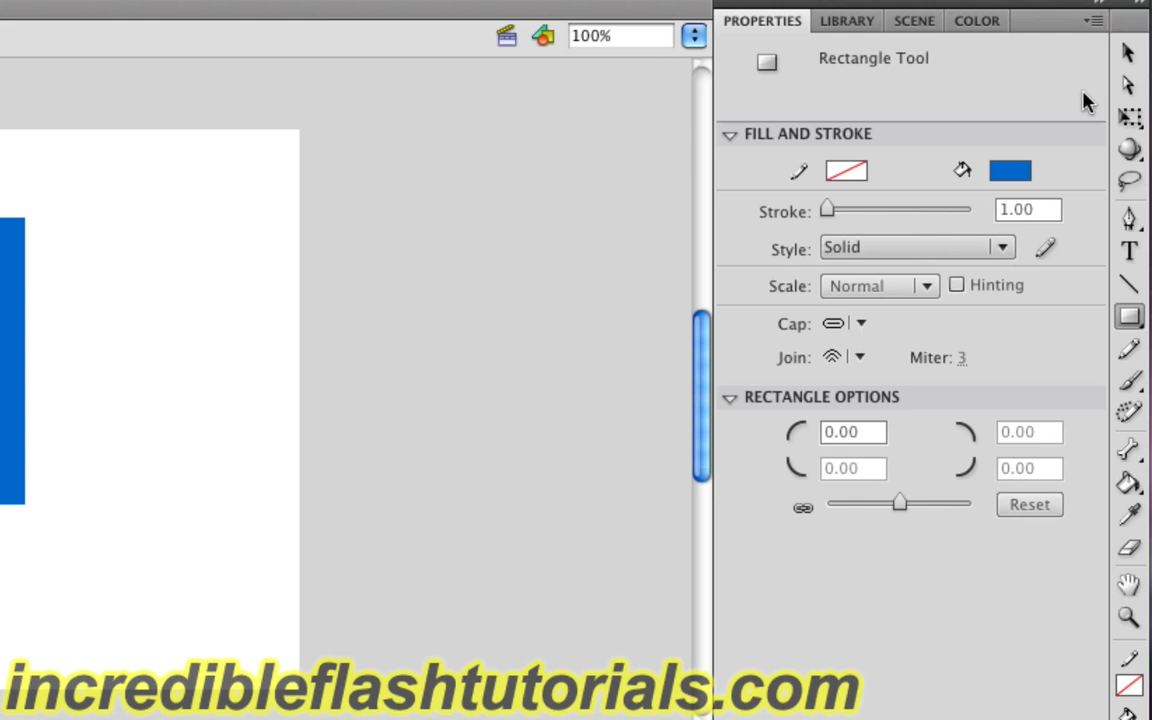 PROPERTIES LIBRARY SCENE COLOR
100%
Rectangle Tool
FILL AND STROKE
Stroke: 1.00
Style: Solid
Scale: Normal Hinting
Cap:
Join: Miter: 3
RECTANGLE OPTIONS
0.00 0.00
0.00 0.00
Reset
T
incredibleflashtutorials.com